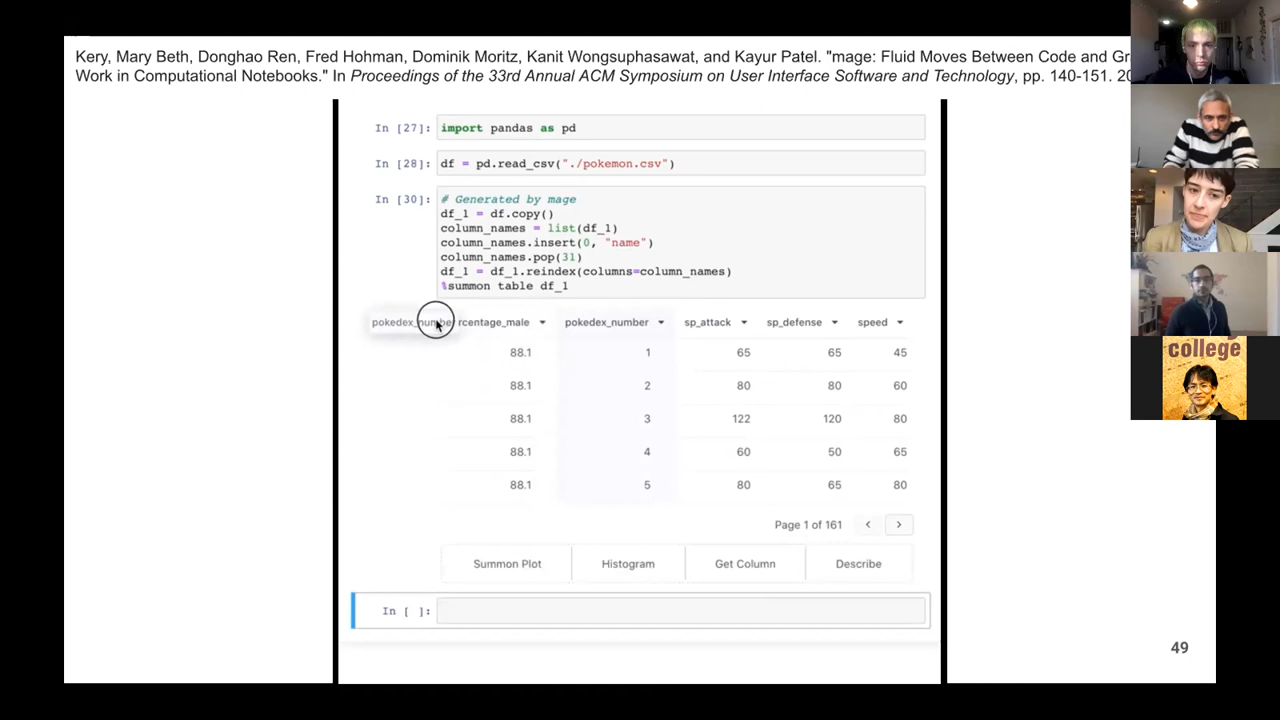 Kery, Mary Beth, Donghao Ren, Fred Hohman, Dominik Moritz, Kanit Wongsuphasawat, and Kayur Patel. "mage: Fluid Moves Between Code and Gr
Work in Computational Notebooks." In Proceedings of the 33rd Annual ACM Symposium on User Interface Software and Technology, pp. 140-151. 20
In [27]: import pandas as pd
In [28]: df = pd.read_csv("./pokemon.csv")
In [30]: # Generated by mage
df_1 = df.copy()
column_names = list(df_1)
column_names.insert(0, "name")
column_names.pop(31)
df_1 = df_1.reindex(columns=column_names)
%summon table df_1
pokedex_number rcentage_male pokedex_number sp_attack sp_defense speed
88.1 1 65 65 45
88.1 2 80 80 60
88.1 3 122 120 80
88.1 4 60 50 65
88.1 5 80 65 80
Page 1 of 161 < >
Summon Plot Histogram Get Column Describe
In [ ]:
49
college